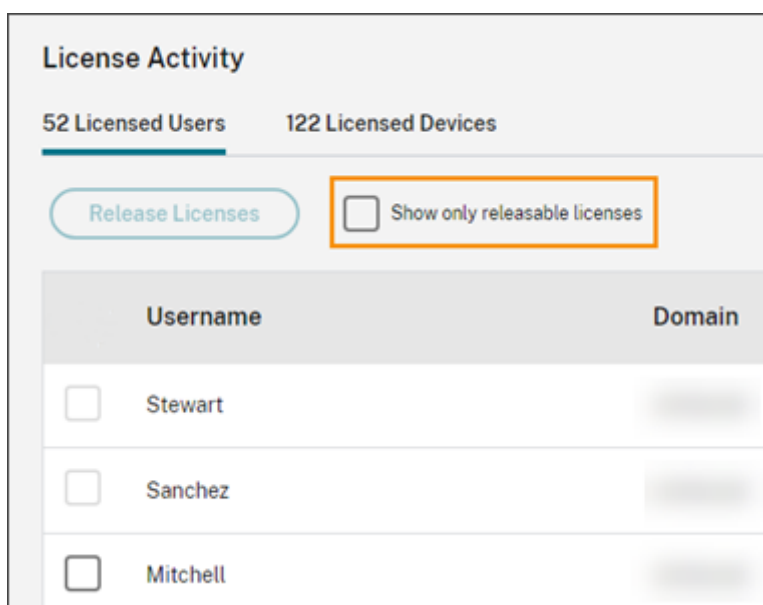 License Activity
52 Licensed Users 122 Licensed Devices
Release Licenses Show only releasable licenses
Username Domain
Stewart
Sanchez
Mitchell